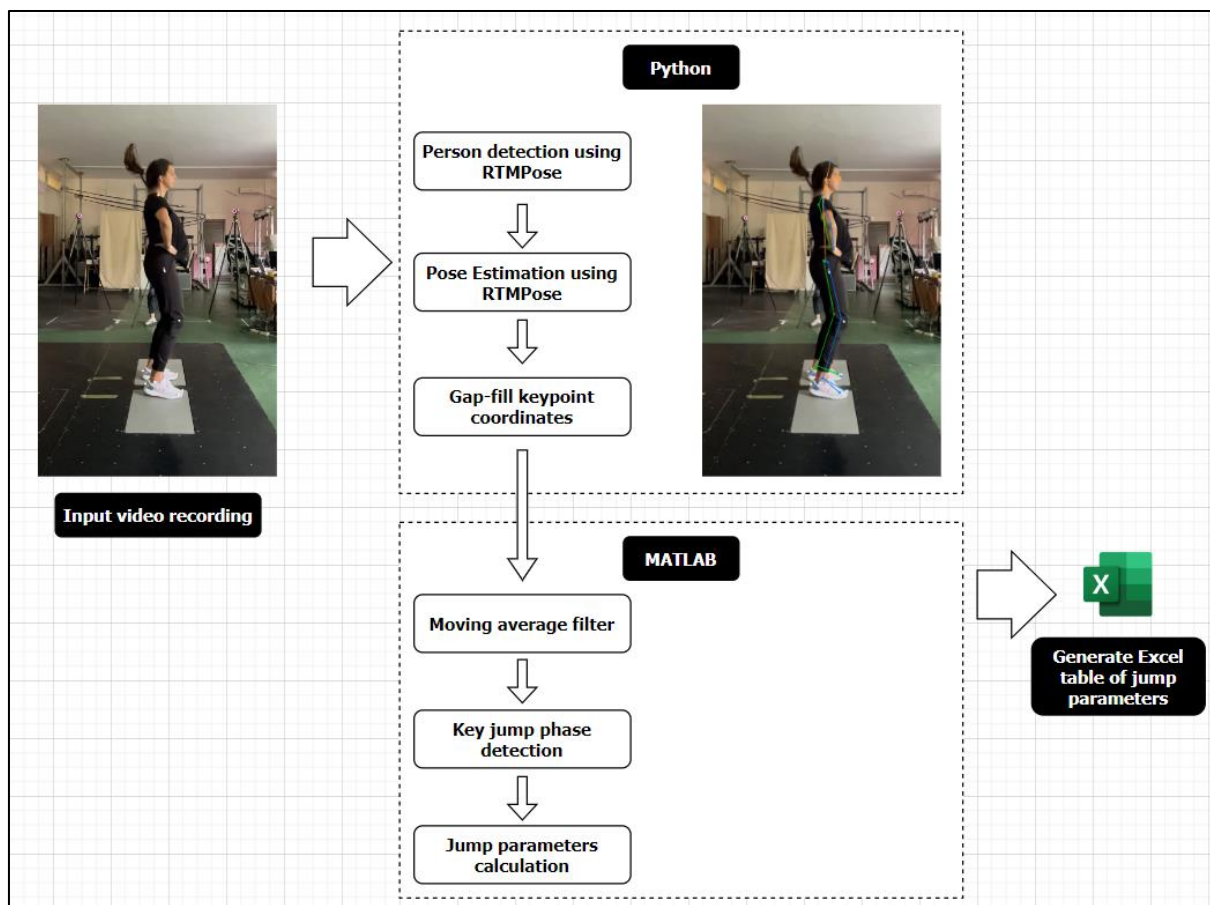 Python
Person detection using
RTMPose
Pose Estimation using
RTMPose
Gap-fill keypoint
coordinates
Input video recording
MATLAB
Moving average filter
Key jump phase
detection
Jump parameters
calculation
X
Generate Excel
table of jump
parameters